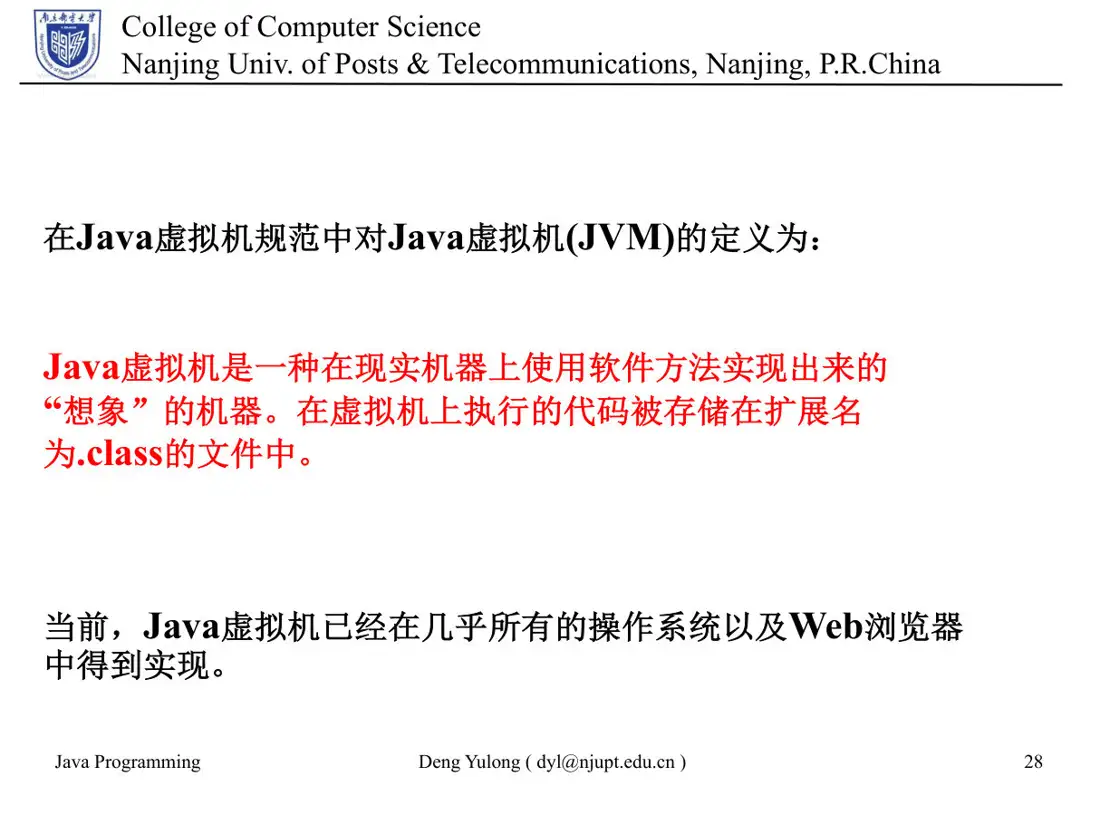 College of Computer Science
Nanjing Univ. of Posts & Telecommunications, Nanjing, P.R.China
在Java虚拟机规范中对Java虚拟机(JVM)的定义为：
Java虚拟机是一种在现实机器上使用软件方法实现出来的
“想象”的机器。在虚拟机上执行的代码被存储在扩展名
为.class的文件中。
当前，Java虚拟机已经在几乎所有的操作系统以及Web浏览器
中得到实现。
Java Programming
Deng Yulong ( dyl@njupt.edu.cn )
28